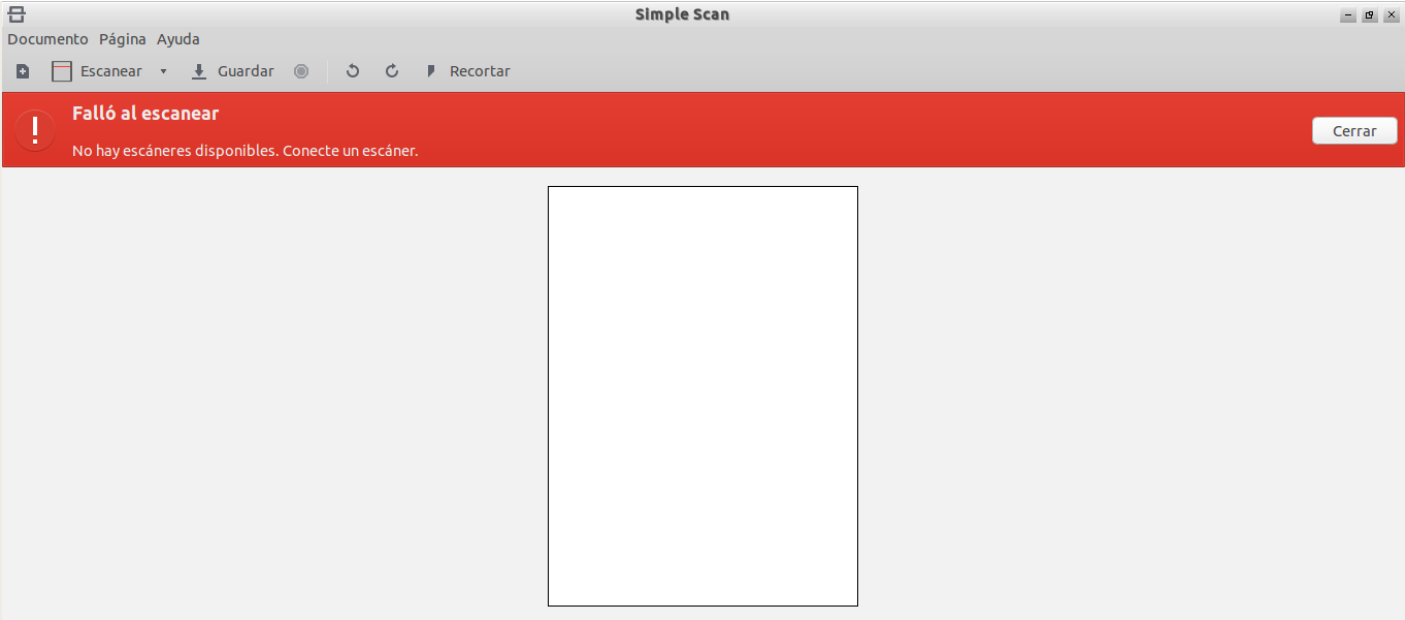 Simple Scan
Documento Página Ayuda
Escanear Guardar Recortar
Falló al escanear
No hay escáneres disponibles. Conecte un escáner.
Cerrar